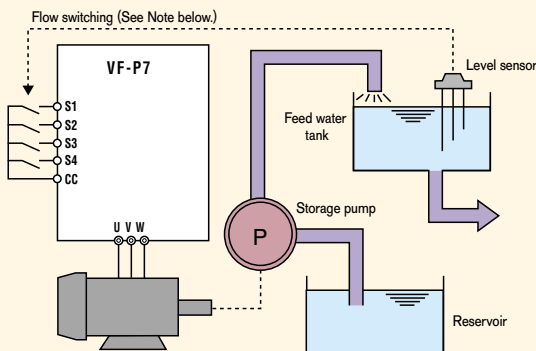 Flow switching (See Note below.)
VF-P7
Level sensor
S1
S2
S3
S4
CC
Feed water
tank
U V W
Storage pump
P
Reservoir